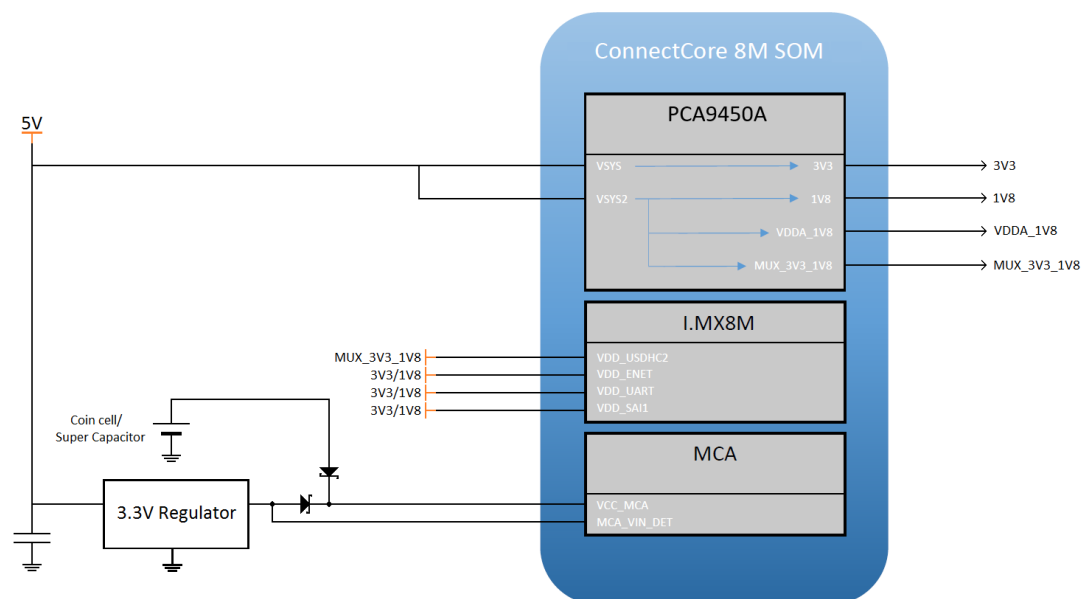 ConnectCore 8M SOM
5V
PCA9450A
VSYS
3V3
3V3
VSYS2
1V8
1V8
VDDA_1V8
VDDA_1V8
MUX_3V3_1V8
MUX_3V3_1V8
I.MX8M
MUX_3V3_1V8
VDD_USDHC2
3V3/1V8
VDD_ENET
3V3/1V8
VDD_UART
3V3/1V8
VDD_SAI1
Coin cell/
Super Capacitor
MCA
3.3V Regulator
VCC_MCA
MCA_VIN_DET